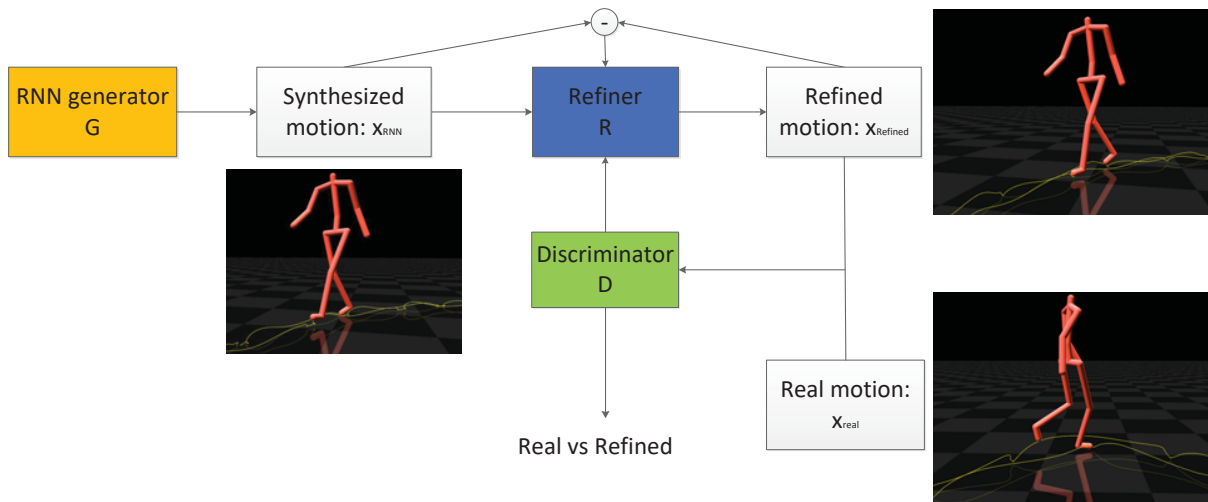 -
RNN generator
G
Synthesized
motion: xRNN
Refiner
R
Refined
motion: xRefined
Discriminator
D
Real motion:
xreal
Real vs Refined